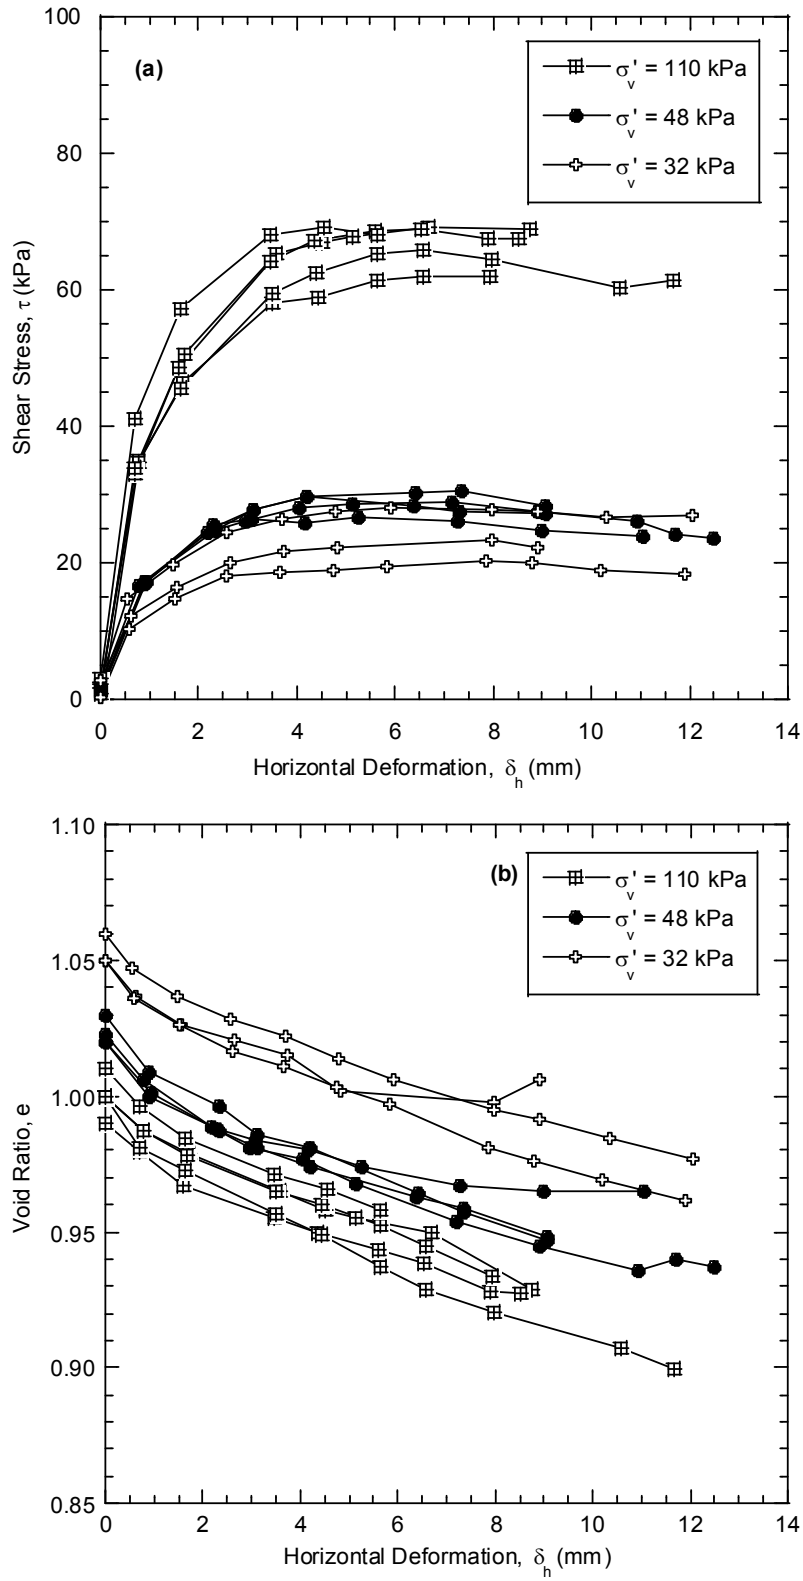 100
80
60
40
20
0
Shear Stress, τ (kPa)
(a)
σv' = 110 kPa
σv' = 48 kPa
σv' = 32 kPa
0 2 4 6 8 10 12 14
Horizontal Deformation, δh (mm)
1.10
1.05
1.00
0.95
0.90
0.85
Void Ratio, e
(b)
σv' = 110 kPa
σv' = 48 kPa
σv' = 32 kPa
0 2 4 6 8 10 12 14
Horizontal Deformation, δh (mm)